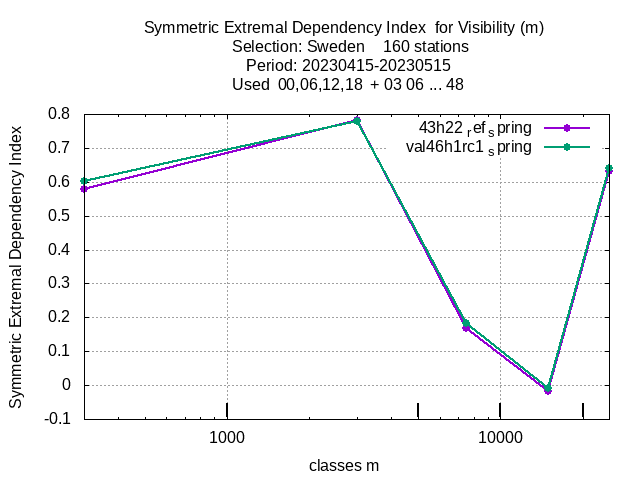 Symmetric Extremal Dependency Index  for Visibility (m)
Selection: Sweden    160 stations
Period: 20230415-20230515
Used  00,06,12,18  + 03 06 ... 48
43h22 ref spring
val46h1rc1 spring
Symmetric Extremal Dependency Index
0.8
0.7
0.6
0.5
0.4
0.3
0.2
0.1
0
-0.1
1000 10000
classes m